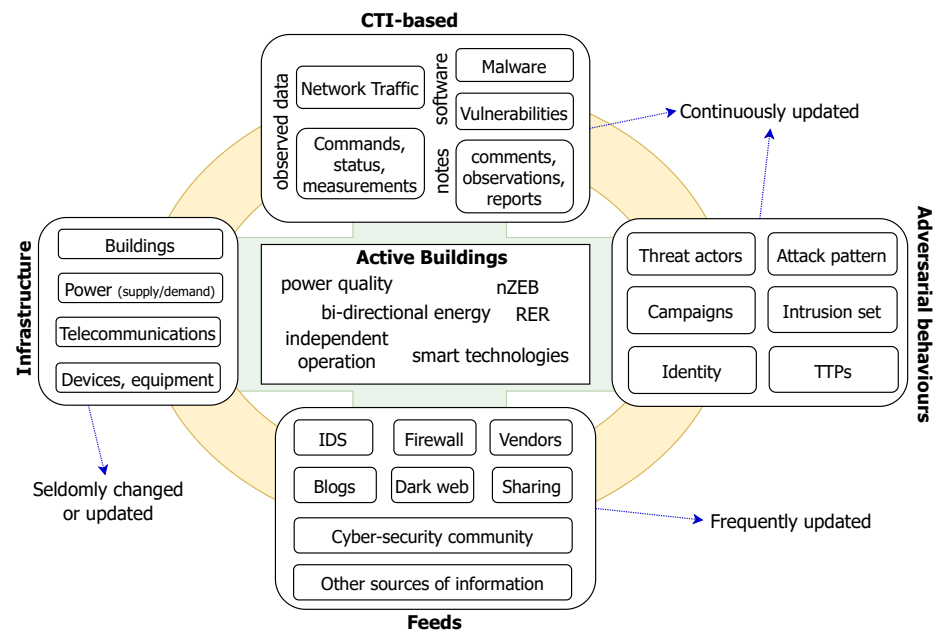 CTI-based
observed data
Network Traffic
Commands,
status,
measurements
software
Malware
Vulnerabilities
notes
comments,
observations,
reports
Continuously updated
Infrastructure
Buildings
Power (supply/demand)
Telecommunications
Devices, equipment
Active Buildings
power quality
nZEB
bi-directional energy
RER
independent
operation
smart technologies
Adversarial behaviours
Threat actors
Attack pattern
Campaigns
Intrusion set
Identity
TTPs
Seldomly changed
or updated
IDS
Firewall
Vendors
Blogs
Dark web
Sharing
Cyber-security community
Other sources of information
Feeds
Frequently updated